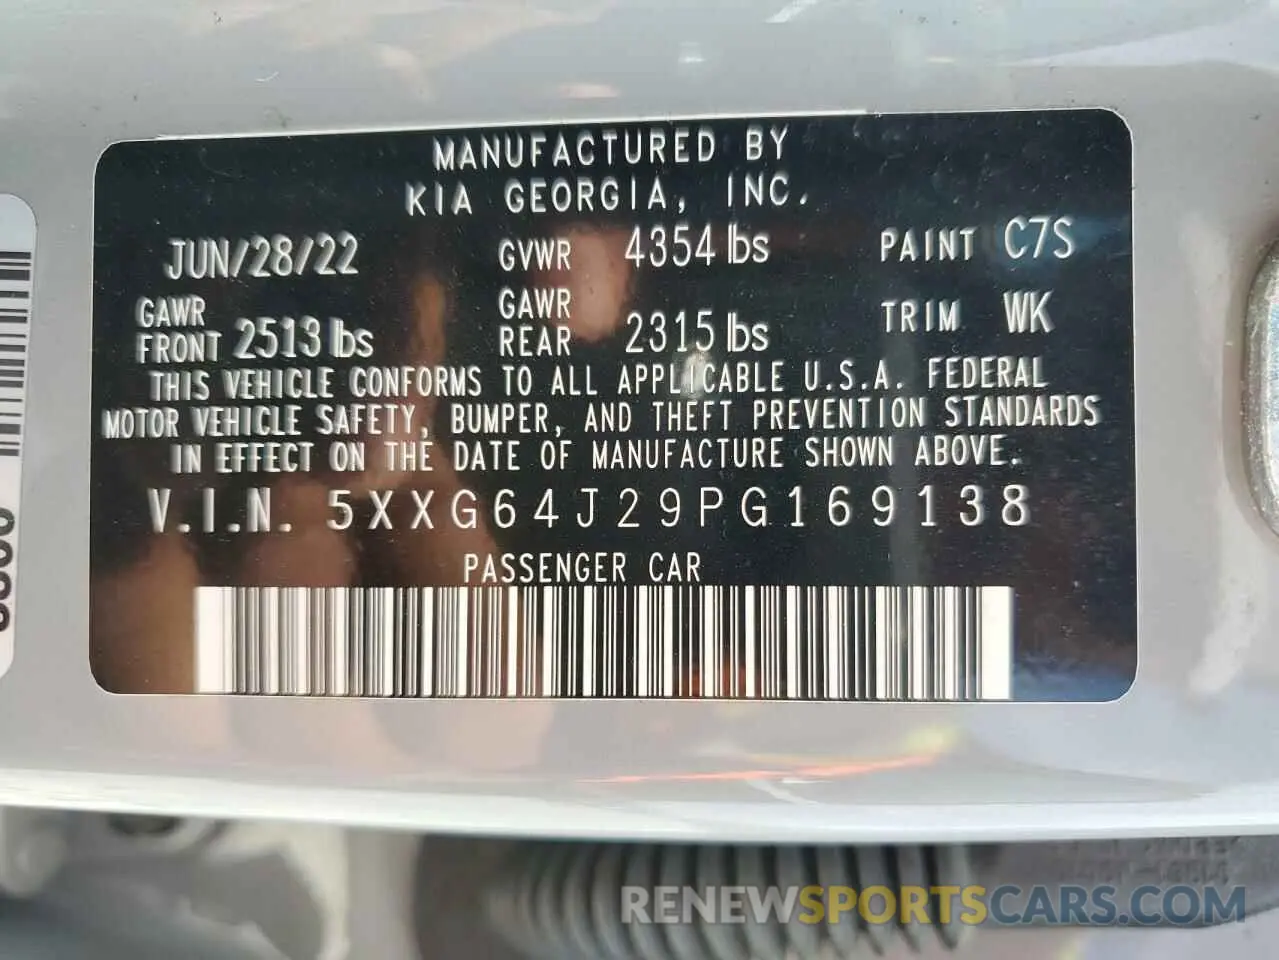 MANUFACTURED BY
KIA GEORGIA, INC.
JUN/28/22 GVWR 4354 lbs PAINT C7S
GAWR FRONT 2513 lbs GAWR REAR 2315 lbs TRIM WK
THIS VEHICLE CONFORMS TO ALL APPLICABLE U.S.A. FEDERAL
MOTOR VEHICLE SAFETY, BUMPER, AND THEFT PREVENTION STANDARDS
IN EFFECT ON THE DATE OF MANUFACTURE SHOWN ABOVE.
V.I.N. 5XXG64J29PG169138
PASSENGER CAR
RENEWSPORTSCARS.COM